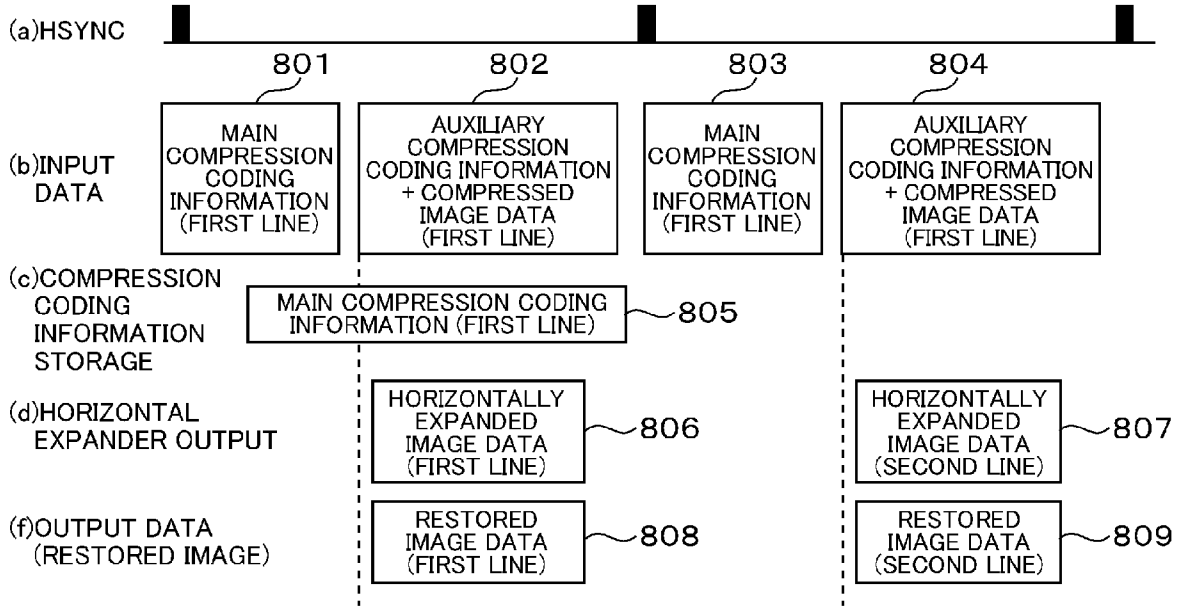 (a)HSYNC
801
802
803
804
(b)INPUT
DATA
MAIN
COMPRESSION
CODING
INFORMATION
(FIRST LINE)
AUXILIARY
COMPRESSION
CODING INFORMATION
+ COMPRESSED
IMAGE DATA
(FIRST LINE)
MAIN
COMPRESSION
CODING
INFORMATION
(FIRST LINE)
AUXILIARY
COMPRESSION
CODING INFORMATION
+ COMPRESSED
IMAGE DATA
(FIRST LINE)
(c)COMPRESSION
CODING
INFORMATION
STORAGE
MAIN COMPRESSION CODING
INFORMATION (FIRST LINE)
805
(d)HORIZONTAL
EXPANDER OUTPUT
HORIZONTALLY
EXPANDED
IMAGE DATA
(FIRST LINE)
806
HORIZONTALLY
EXPANDED
IMAGE DATA
(SECOND LINE)
807
(f)OUTPUT DATA
(RESTORED IMAGE)
RESTORED
IMAGE DATA
(FIRST LINE)
808
RESTORED
IMAGE DATA
(SECOND LINE)
809